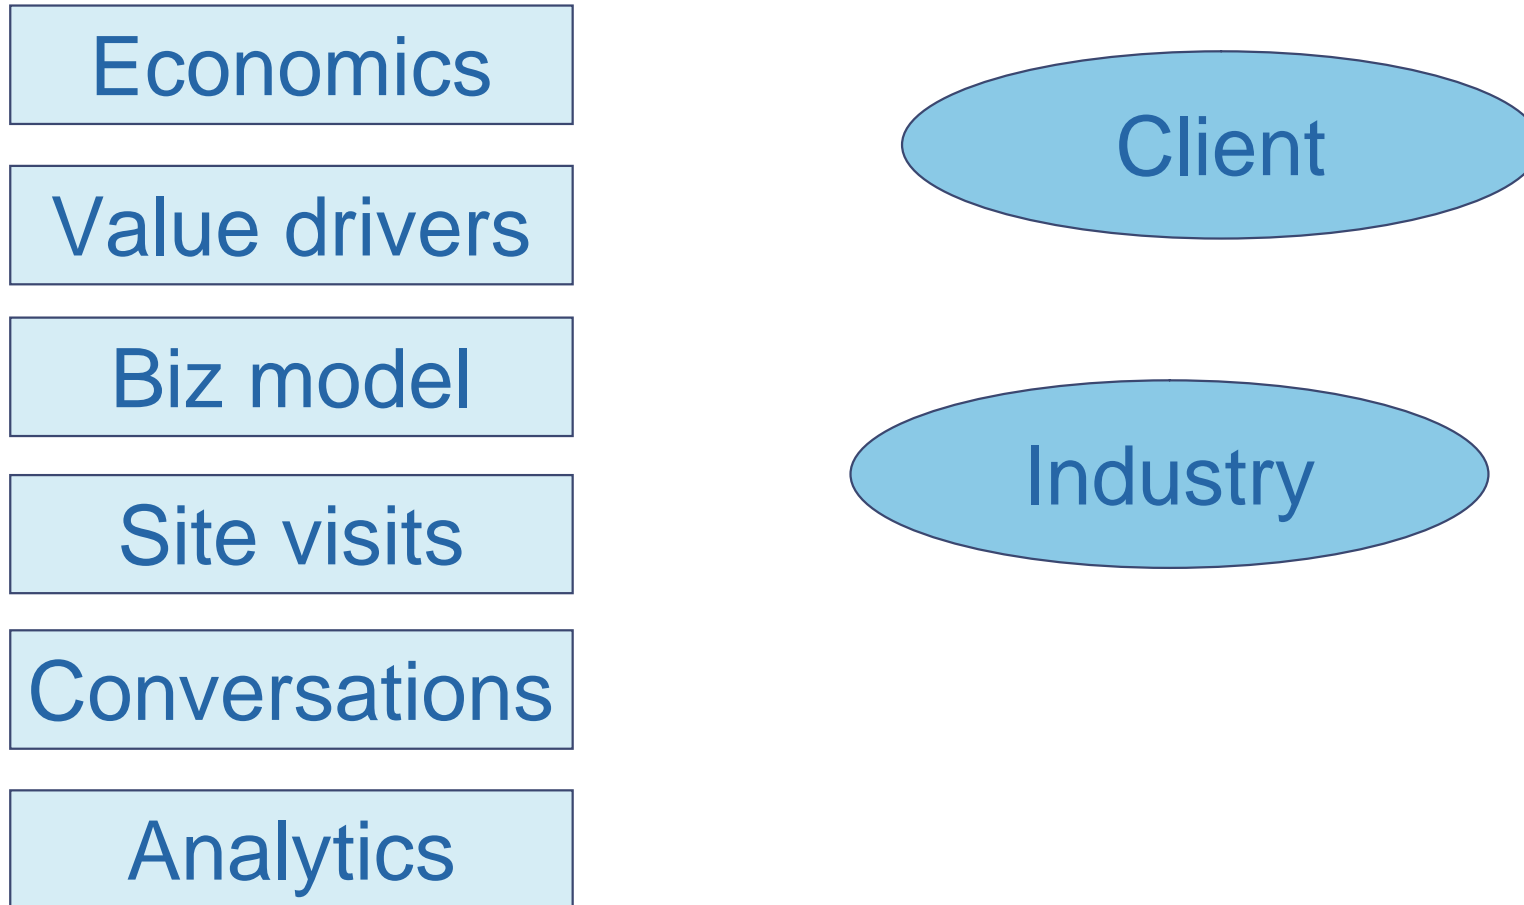 Economics
Value drivers
Biz model
Site visits
Conversations
Analytics
Client
Industry